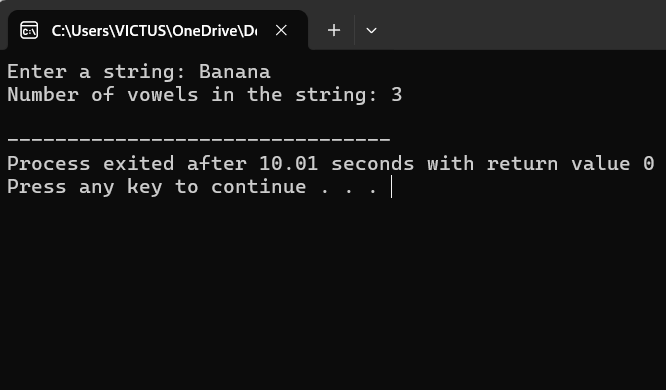 C:\Users\VICTUS\OneDrive\De
Enter a string: Banana
Number of vowels in the string: 3
--------------------------------
Process exited after 10.01 seconds with return value 0
Press any key to continue . . .